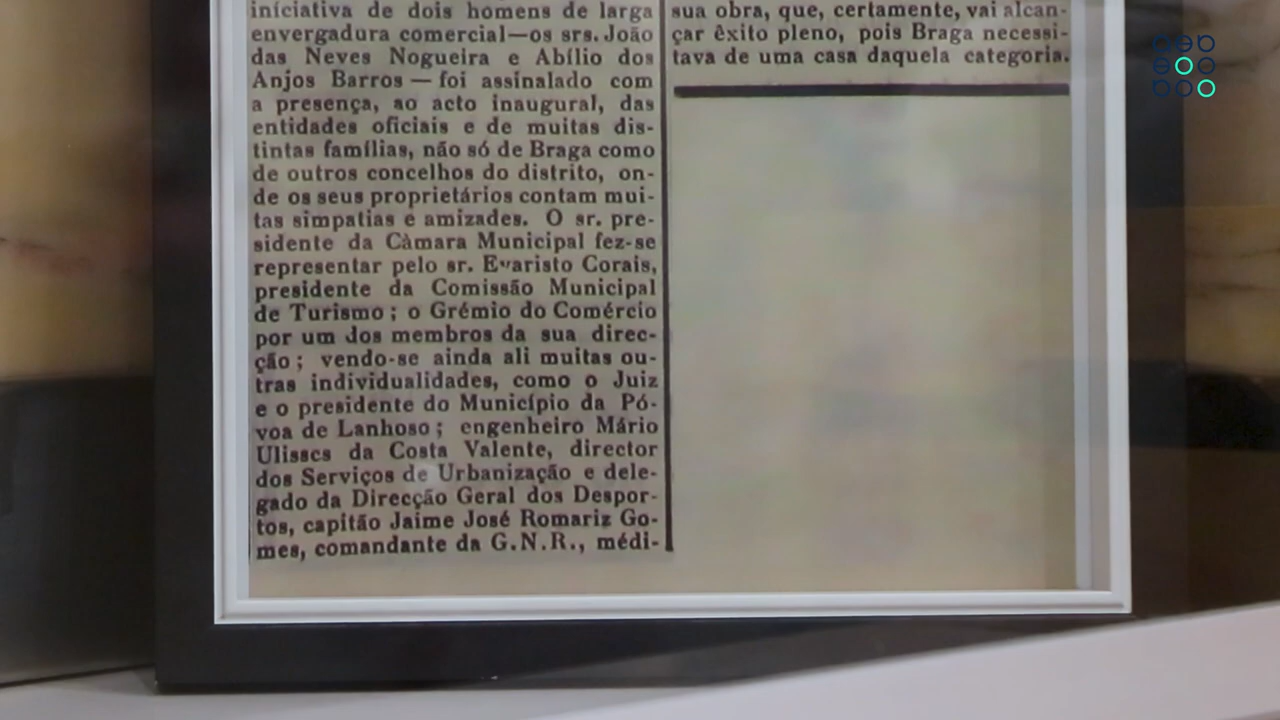 iniciativa de dois homens de larga
envergadura comercial—os srs. João
das Neves Nogueira e Abílio dos
Anjos Barros — foi assinalado com
a presença, ao acto inaugural, das
entidades oficiais e de muitas dis-
tintas famílias, não só de Braga como
de outros concelhos do distrito, on-
de os seus proprietários contam mui-
tas simpatias e amizades. O sr. pre-
sidente da Câmara Municipal fez-se
representar pelo sr. Evaristo Corais,
presidente da Comissão Municipal
de Turismo ; o Grémio do Comércio
por um dos membros da sua direc-
ção ; vendo-se ainda ali muitas ou-
tras individualidades, como o Juiz
e o presidente do Município da Pó-
voa de Lanhoso ; engenheiro Mário
Ulisses da Costa Valente, director
dos Serviços de Urbanização e dele-
gado da Direcção Geral dos Despor-
tos, capitão Jaime José Romariz Go-
mes, comandante da G.N.R., médi-
sua obra, que, certamente, vai alcan-
çar êxito pleno, pois Braga necessi-
tava de uma casa daquela categoria.